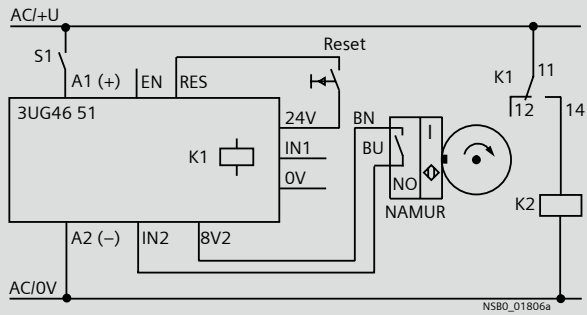 AC/+U
S1
Reset
A1 (+)
EN
RES
K1
11
12
14
3UG46 51
24V
BN
K1
IN1
BU
I
0V
NO
NAMUR
K2
A2 (−)
IN2
8V2
AC/0V
NSB0_01806a